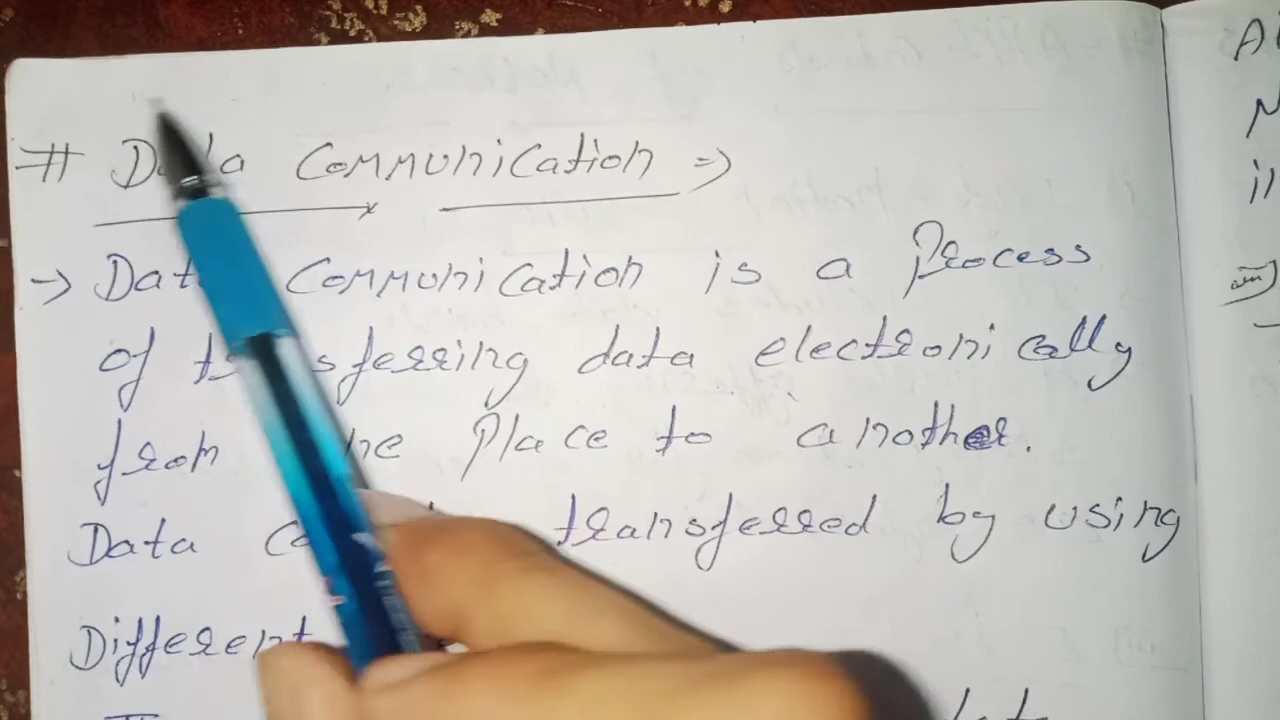 # Data Communication =>
-> Data Communication is a Process
of transferring data electronically
from one Place to another.
Data transferred by using
Different